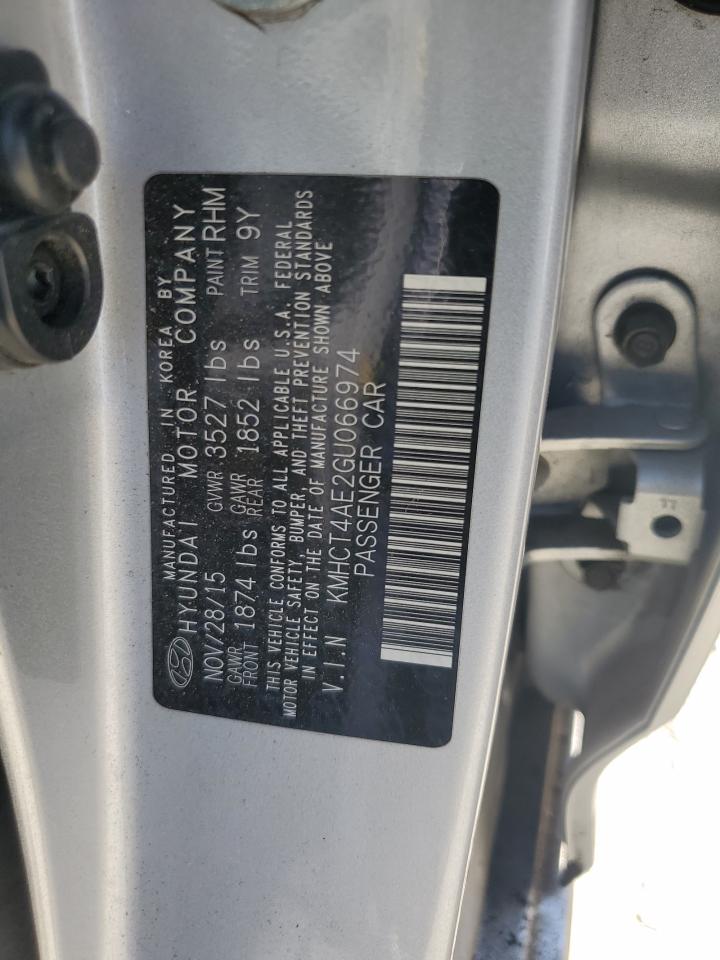 MANUFACTURED IN KOREA BY
HYUNDAI MOTOR COMPANY
NOV/28/15 GVWR 3527 lbs PAINT RHM
GAWR FRONT 1874 lbs GAWR REAR 1852 lbs TRIM 9Y
THIS VEHICLE CONFORMS TO ALL APPLICABLE U.S.A. FEDERAL
MOTOR VEHICLE SAFETY, BUMPER, AND THEFT PREVENTION STANDARDS
IN EFFECT ON THE DATE OF MANUFACTURE SHOWN ABOVE
V.I.N KMHCT4AE2GU066974
PASSENGER CAR